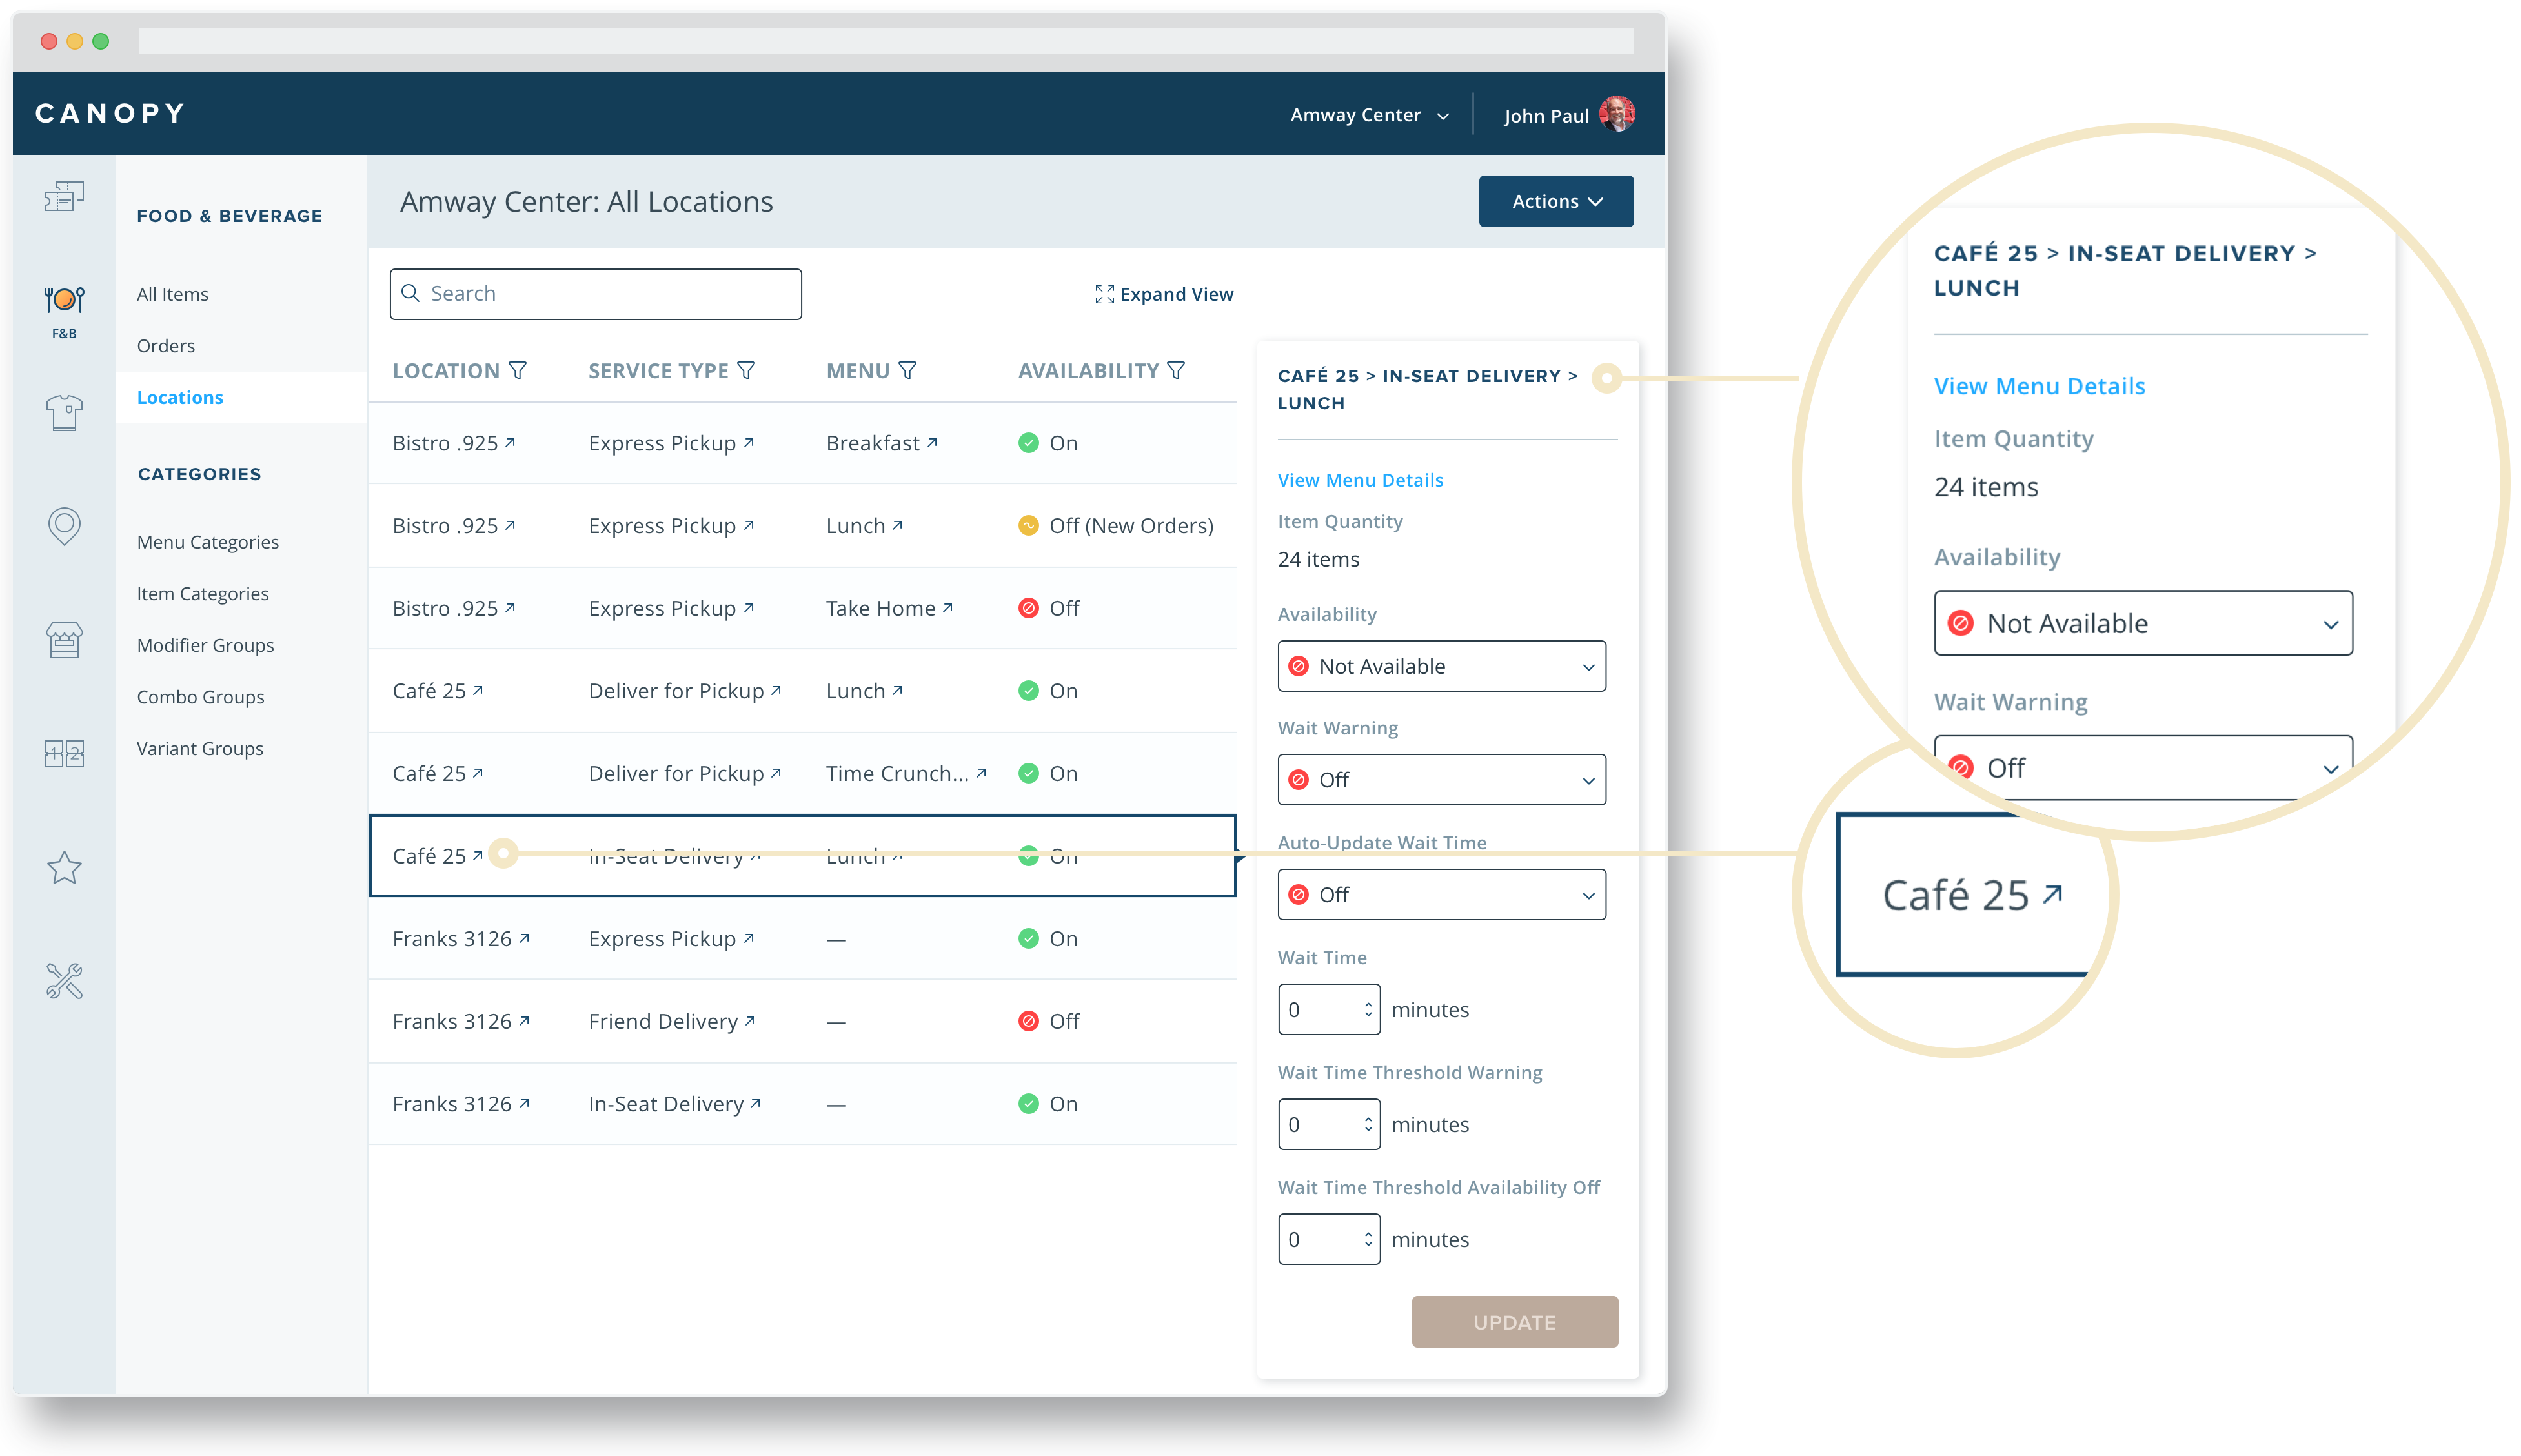 CANOPY
Amway Center
John Paul
FOOD & BEVERAGE
All Items
Orders
Locations
CATEGORIES
Menu Categories
Item Categories
Modifier Groups
Combo Groups
Variant Groups
F&B
1 2
Amway Center: All Locations
Actions
Search
Expand View
LOCATION SERVICE TYPE MENU AVAILABILITY
Bistro .925 Express Pickup Breakfast On
Bistro .925 Express Pickup Lunch Off (New Orders)
Bistro .925 Express Pickup Take Home Off
Café 25 Deliver for Pickup Lunch On
Café 25 Deliver for Pickup Time Crunch... On
Café 25 In-Seat Delivery Lunch On
Franks 3126 Express Pickup — On
Franks 3126 Friend Delivery — Off
Franks 3126 In-Seat Delivery — On
CAFÉ 25 > IN-SEAT DELIVERY >
LUNCH
View Menu Details
Item Quantity
24 items
Availability
Not Available
Wait Warning
Off
Auto-Update Wait Time
Off
Wait Time
0 minutes
Wait Time Threshold Warning
0 minutes
Wait Time Threshold Availability Off
0 minutes
UPDATE
CAFÉ 25 > IN-SEAT DELIVERY >
LUNCH
View Menu Details
Item Quantity
24 items
Availability
Not Available
Wait Warning
Off
Café 25